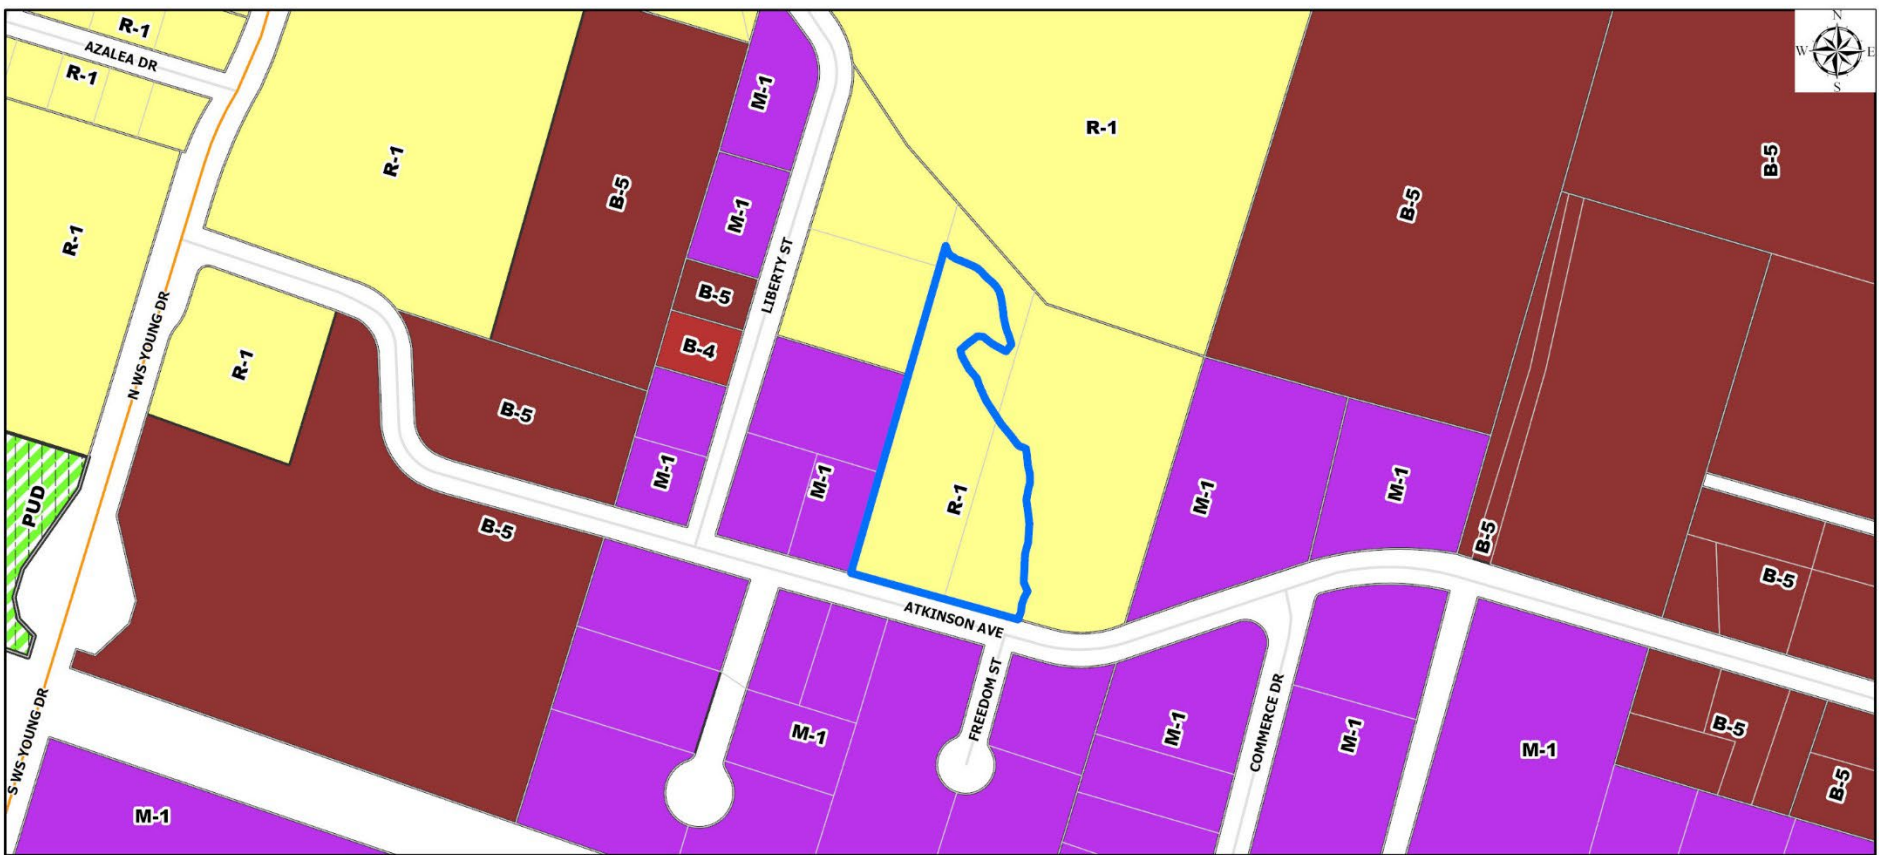 N
W E
S
R-1
AZALEA DR
R-1
R-1
R-1
R-1
B-5
M-1
M-1
B-5
B-4
LIBERTY ST
R-1
B-5
B-5
N WS YOUNG DR
R-1
B-5
M-1
M-1
R-1
M-1
M-1
B-5
B-5
PUD
B-5
ATKINSON AVE
FREEDOM ST
COMMERCE DR
S WS YOUNG DR
M-1
M-1
M-1
M-1
B-5
B-5
M-1